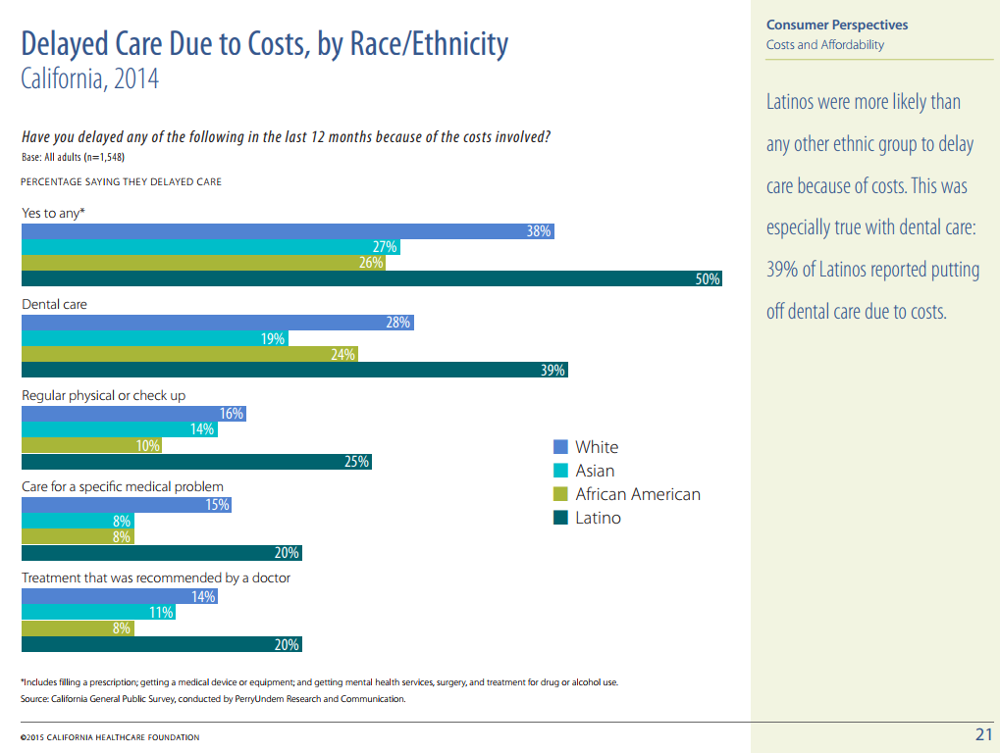 Delayed Care Due to Costs, by Race/Ethnicity
California, 2014
Have you delayed any of the following in the last 12 months because of the costs involved?
Base: All adults (n=1,548)
PERCENTAGE SAYING THEY DELAYED CARE
Yes to any*
38%
27%
26%
50%
Dental care
28%
19%
24%
39%
Regular physical or check up
16%
14%
10%
25%
Care for a specific medical problem
15%
8%
8%
20%
Treatment that was recommended by a doctor
14%
11%
8%
20%
White
Asian
African American
Latino
*Includes filling a prescription; getting a medical device or equipment; and getting mental health services, surgery, and treatment for drug or alcohol use.
Source: California General Public Survey, conducted by PerryUndem Research and Communication.
©2015 CALIFORNIA HEALTHCARE FOUNDATION
Consumer Perspectives
Costs and Affordability
Latinos were more likely than
any other ethnic group to delay
care because of costs. This was
especially true with dental care:
39% of Latinos reported putting
off dental care due to costs.
21